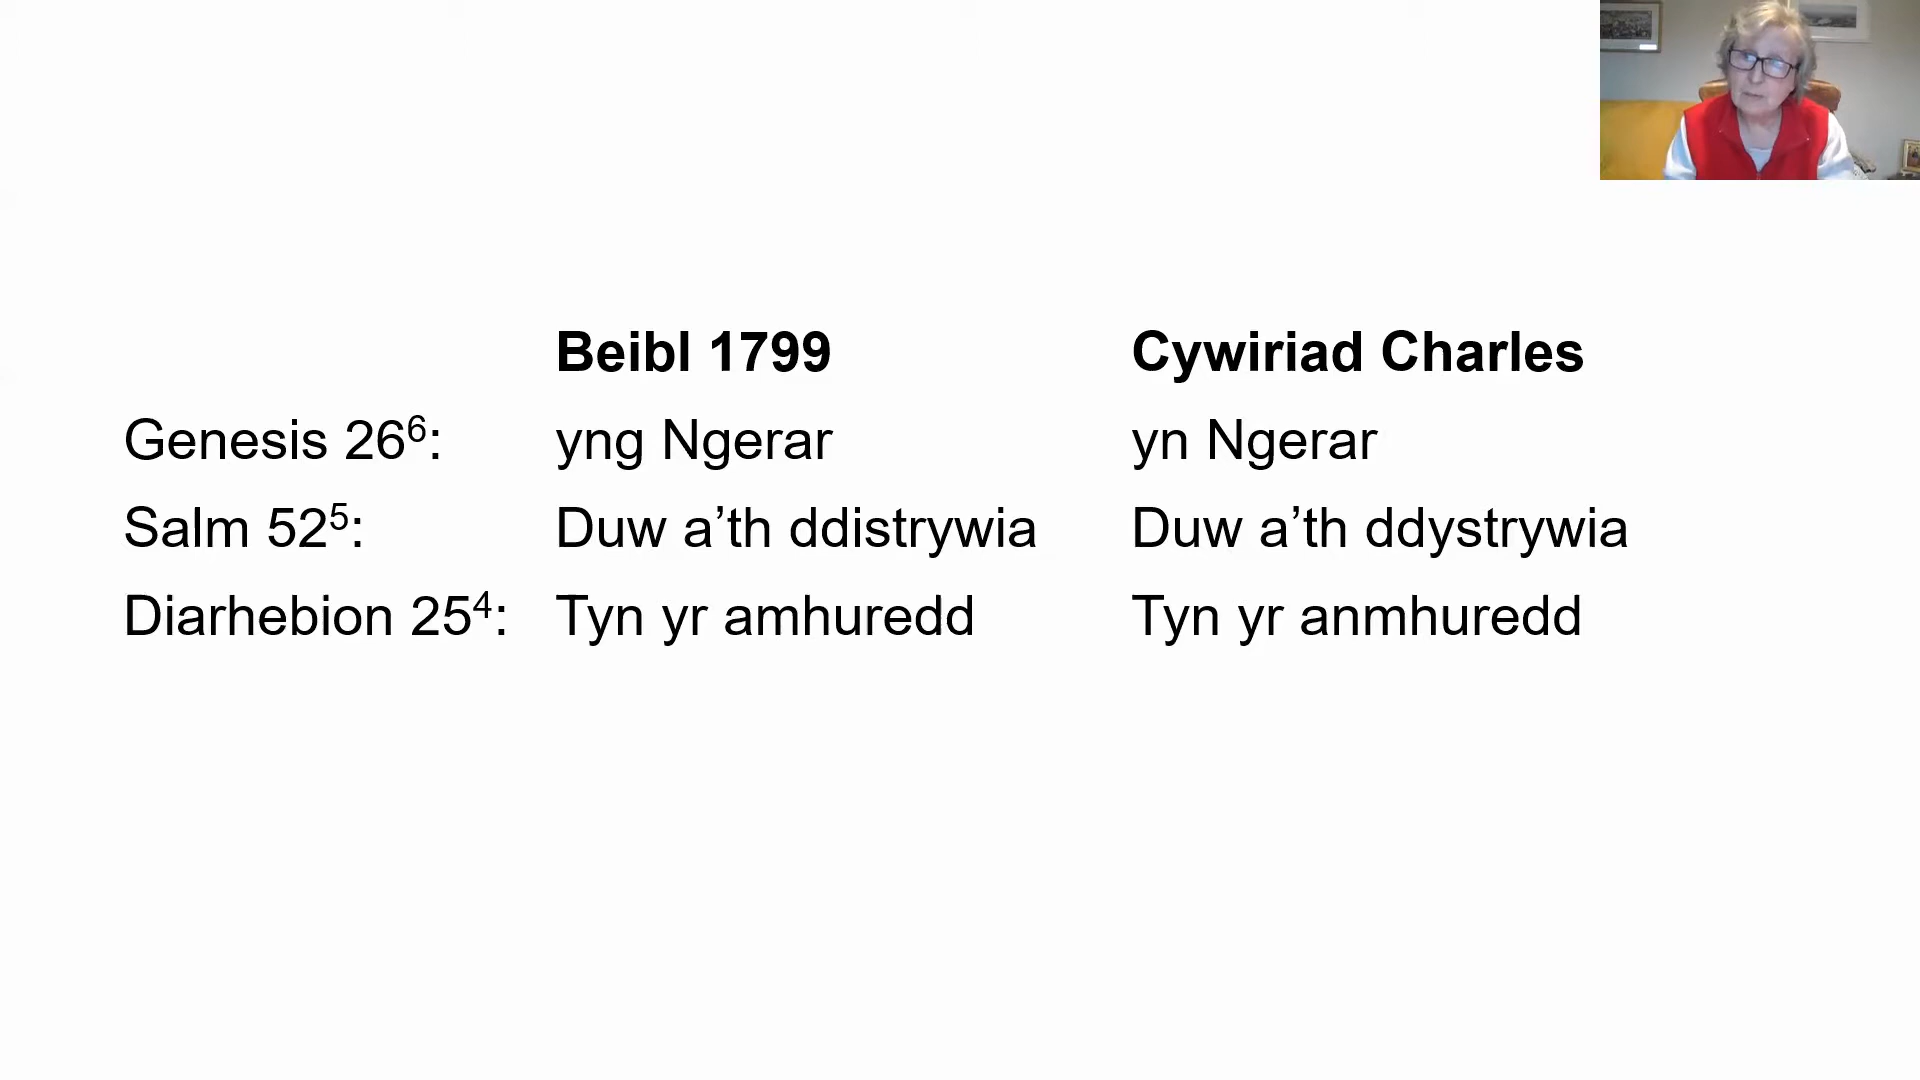 Beibl 1799 Cywiriad Charles
Genesis 26⁶: yng Ngerar yn Ngerar
Salm 52⁵: Duw a’th ddistrywia Duw a’th ddystrywia
Diarhebion 25⁴: Tyn yr amhuredd Tyn yr anmhuredd